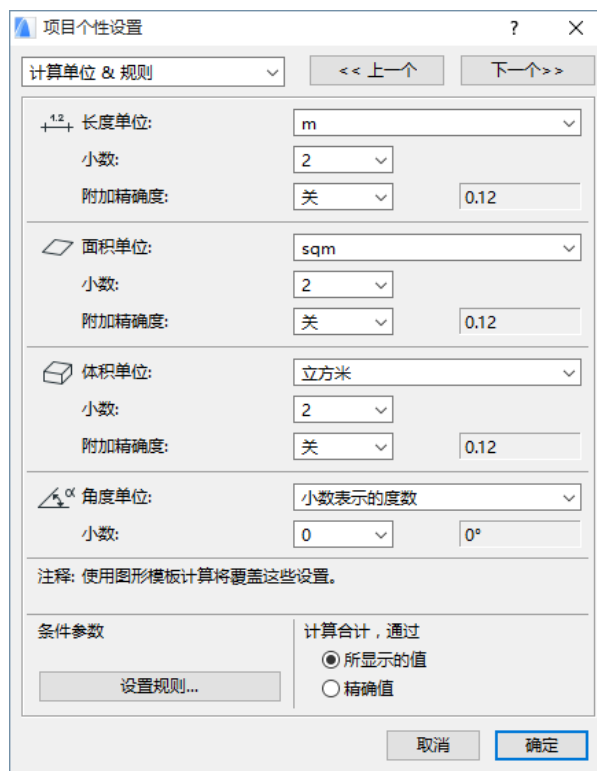 项目个性设置 ?
计算单位 & 规则 << 上一个 下一个>>
1.2 长度单位: m
小数: 2
附加精确度: 关 0.12
面积单位: sqm
小数: 2
附加精确度: 关 0.12
体积单位: 立方米
小数: 2
附加精确度: 关 0.12
α 角度单位: 小数表示的度数
小数: 0 0°
注释: 使用图形模板计算将覆盖这些设置。
条件参数 计算合计，通过
所显示的值
设置规则... 精确值
取消 确定